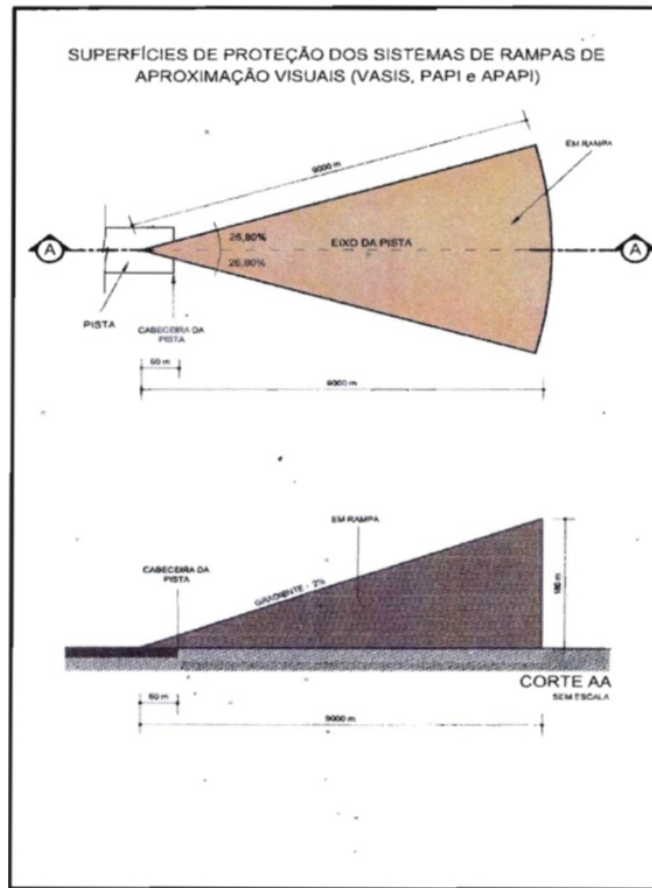 SUPERFÍCIES DE PROTEÇÃO DOS SISTEMAS DE RAMPAS DE
APROXIMAÇÃO VISUAIS (VASIS, PAPI e APAPI)
9000 m
EM RAMPA
A
26,80%
EIXO DA PISTA
26,80%
A
PISTA
CABECEIRA DA
PISTA
60 m
9000 m
EM RAMPA
CABECEIRA DA
PISTA
GRADIENTE - 2%
180 m
CORTE AA
SEM ESCALA
60 m
9000 m